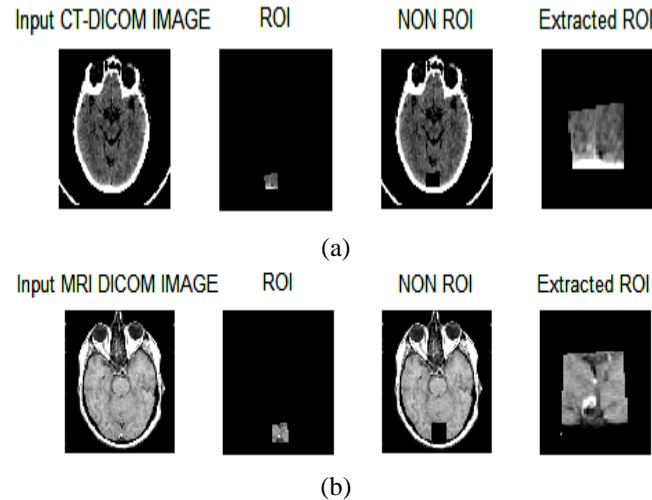 Input CT-DICOM IMAGE ROI NON ROI Extracted ROI
(a)
Input MRI DICOM IMAGE ROI NON ROI Extracted ROI
(b)